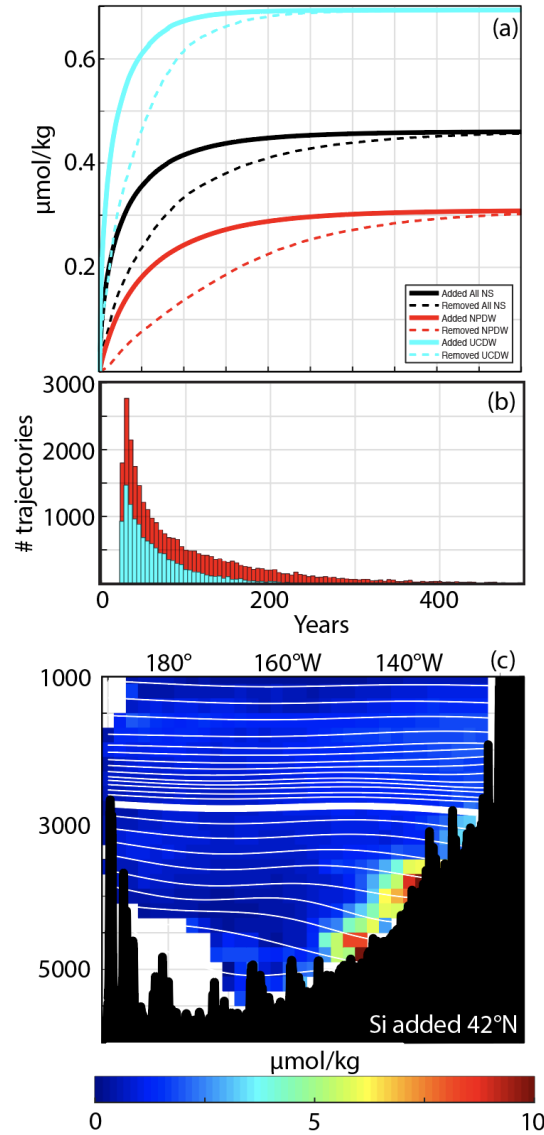 (a)
0.6
0.4
0.2
μmol/kg
Added All NS
Removed All NS
Added NPDW
Removed NPDW
Added UCDW
Removed UCDW
(b)
3000
2000
1000
# trajectories
0 200 400
Years
180° 160°W 140°W (c)
1000
3000
5000
Si added 42°N
μmol/kg
0 5 10